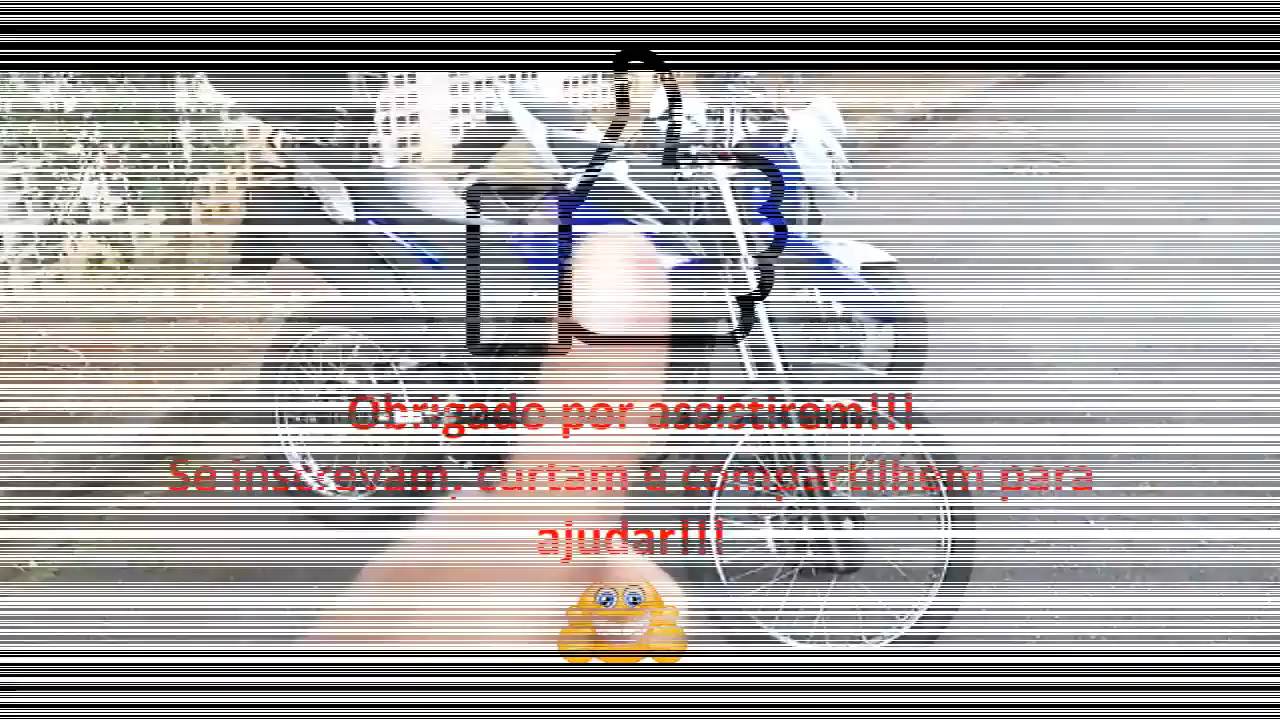 Obrigado por assistirem!!!
Se inscrevam, curtam e compartilhem para
ajudar!!!